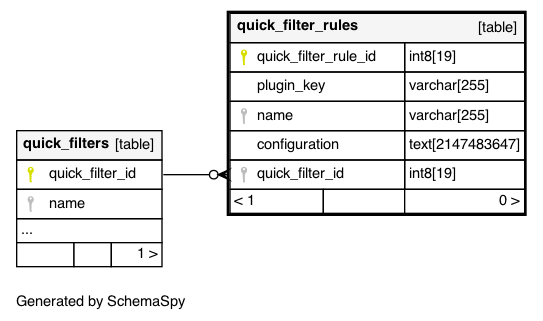 quick_filter_rules [table]
quick_filter_rule_id int8[19]
plugin_key varchar[255]
name varchar[255]
configuration text[2147483647]
quick_filter_id int8[19]
< 1 0 >
quick_filters [table]
quick_filter_id
name
...
1 >
Generated by SchemaSpy